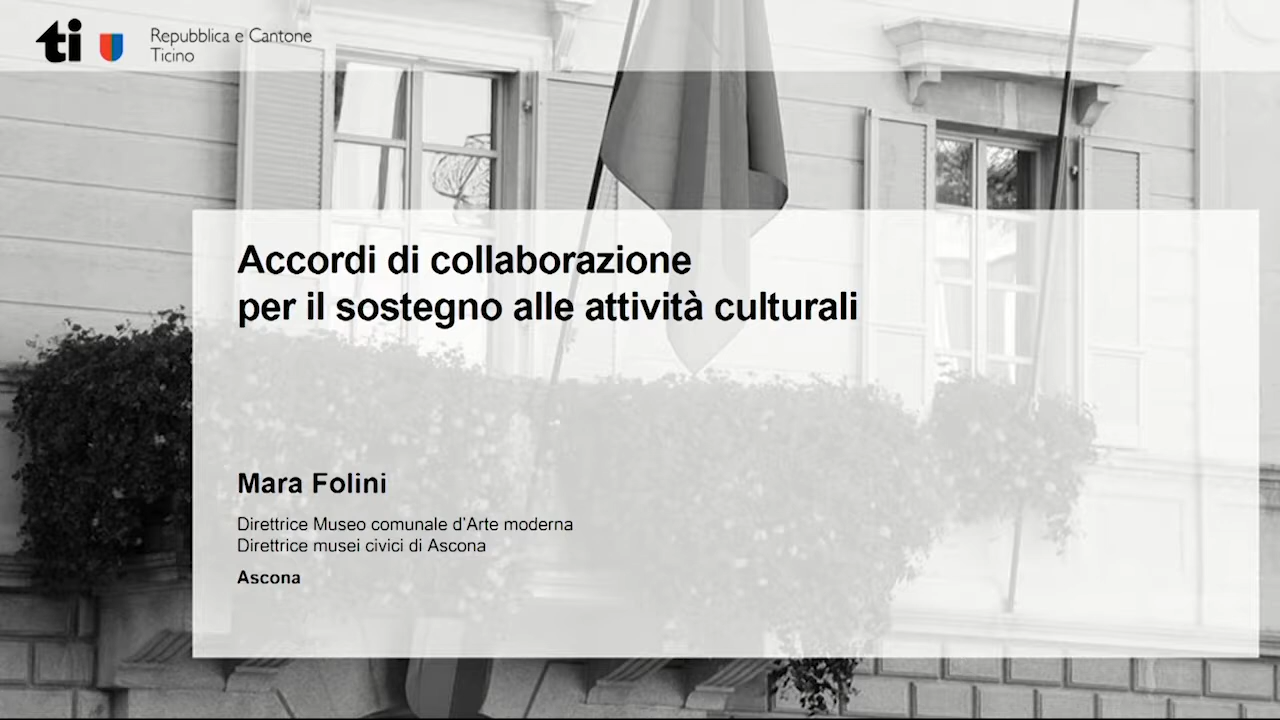 ti
Repubblica e Cantone
Ticino
Accordi di collaborazione
per il sostegno alle attività culturali
Mara Folini
Direttrice Museo comunale d'Arte moderna
Direttrice musei civici di Ascona
Ascona